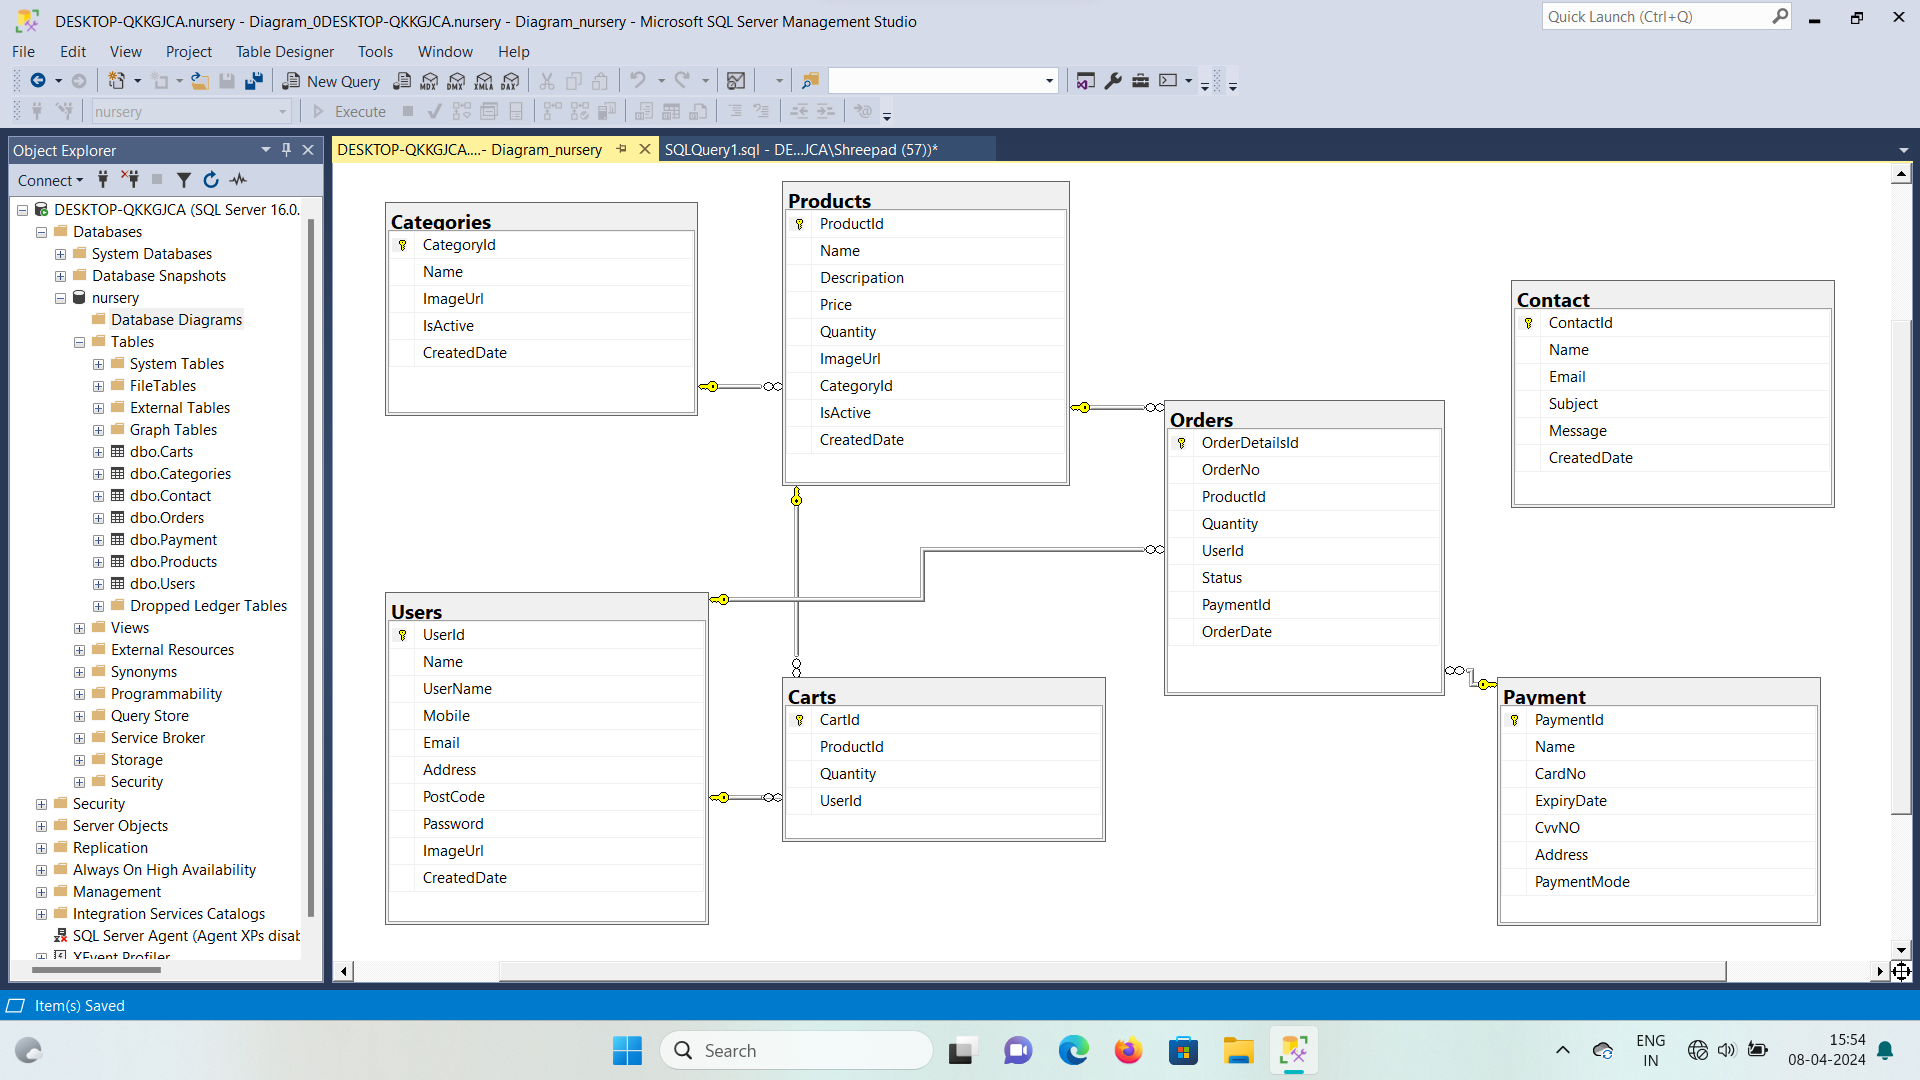 DESKTOP-QKKGJCA.nursery - Diagram_0DESKTOP-QKKGJCA.nursery - Diagram_nursery - Microsoft SQL Server Management Studio
Quick Launch (Ctrl+Q)
File Edit View Project Table Designer Tools Window Help
New Query MDX DMX XMLA DAX
nursery Execute
Object Explorer
Connect
DESKTOP-QKKGJCA (SQL Server 16.0.
Databases
System Databases
Database Snapshots
nursery
Database Diagrams
Tables
System Tables
FileTables
External Tables
Graph Tables
dbo.Carts
dbo.Categories
dbo.Contact
dbo.Orders
dbo.Payment
dbo.Products
dbo.Users
Dropped Ledger Tables
Views
External Resources
Synonyms
Programmability
Query Store
Service Broker
Storage
Security
Security
Server Objects
Replication
Always On High Availability
Management
Integration Services Catalogs
SQL Server Agent (Agent XPs disab
XEvent Profiler
DESKTOP-QKKGJCA....- Diagram_nursery
SQLQuery1.sql - DE...JCA\Shreepad (57))*
Categories
CategoryId
Name
ImageUrl
IsActive
CreatedDate
Products
ProductId
Name
Descripation
Price
Quantity
ImageUrl
CategoryId
IsActive
CreatedDate
Orders
OrderDetailsId
OrderNo
ProductId
Quantity
UserId
Status
PaymentId
OrderDate
Contact
ContactId
Name
Email
Subject
Message
CreatedDate
Users
UserId
Name
UserName
Mobile
Email
Address
PostCode
Password
ImageUrl
CreatedDate
Carts
CartId
ProductId
Quantity
UserId
Payment
PaymentId
Name
CardNo
ExpiryDate
CvvNO
Address
PaymentMode
Item(s) Saved
Search
ENG
IN
15:54
08-04-2024